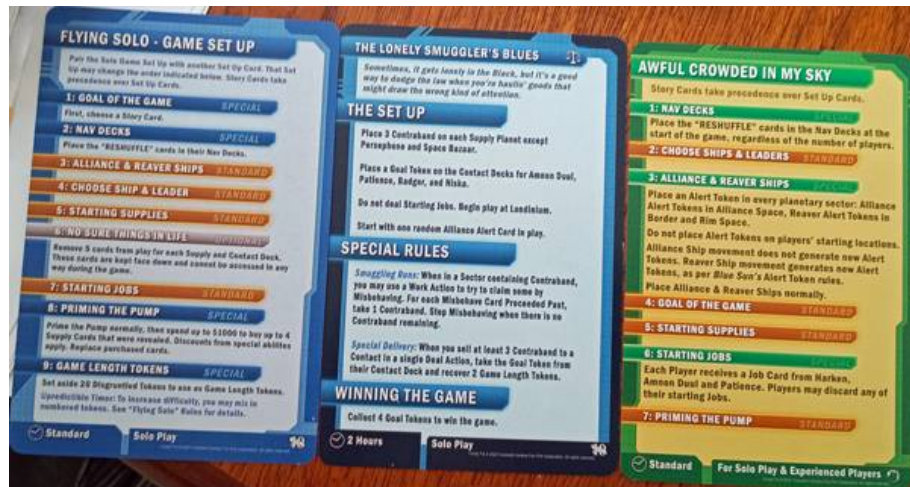 FLYING SOLO - GAME SET UP
Pair the Solo Game Set Up with another Set Up Card. That Set
Up may change the order indicated below. Story Cards take
precedence over Set Up Cards.
1: GOAL OF THE GAME SPECIAL
First, choose a Story Card.
2: NAV DECKS SPECIAL
Place the "RESHUFFLE" cards in their Nav Decks.
3: ALLIANCE & REAVER SHIPS STANDARD
4: CHOOSE SHIP & LEADER STANDARD
5: STARTING SUPPLIES STANDARD
6: NO SURE THINGS IN LIFE OPTIONAL
Remove 5 cards from play for each Supply and Contact Deck.
These cards are kept face down and cannot be accessed in any
way during the game.
7: STARTING JOBS STANDARD
8: PRIMING THE PUMP SPECIAL
Prime the Pump normally, then spend up to $1000 to buy up to 4
Supply Cards that were revealed. Discounts from special abilites
apply. Replace purchased cards.
9: GAME LENGTH TOKENS SPECIAL
Set aside 20 Disgruntled Tokens to use as Game Length Tokens.
Upredictible Timer: To increase difficulty, you may mix in
numbered tokens. See "Flying Solo" Rules for details.
Standard Solo Play
THE LONELY SMUGGLER'S BLUES
Sometimes, it gets lonely in the Black, but it's a good
way to dodge the law when you're haulin' goods that
might draw the wrong kind of attention.
THE SET UP
Place 3 Contraband on each Supply Planet except
Persephone and Space Bazaar.
Place a Goal Token on the Contact Decks for Amnon Dual,
Patience, Badger, and Niska.
Do not deal Starting Jobs. Begin play at Londinium.
Start with one random Alliance Alert Card in play.
SPECIAL RULES
Smuggling Runs: When in a Sector containing Contraband,
you may use a Work Action to try to claim some by
Misbehaving. For each Misbehave Card Proceeded Past,
take 1 Contraband. Stop Misbehaving when there is no
Contraband remaining.
Special Delivery: When you sell at least 3 Contraband to a
Contact in a single Deal Action, take the Goal Token from
their Contact Deck and recover 2 Game Length Tokens.
WINNING THE GAME
Collect 4 Goal Tokens to win the game.
2 Hours Solo Play
AWFUL CROWDED IN MY SKY
Story Cards take precedence over Set Up Cards.
1: NAV DECKS SPECIAL
Place the "RESHUFFLE" cards in the Nav Decks at the
start of the game, regardless of the number of players.
2: CHOOSE SHIPS & LEADERS STANDARD
3: ALLIANCE & REAVER SHIPS SPECIAL
Place an Alert Token in every planetary sector: Alliance
Alert Tokens in Alliance Space, Reaver Alert Tokens in
Border and Rim Space.
Do not place Alert Tokens on players' starting locations.
Alliance Ship movement does not generate new Alert
Tokens. Reaver Ship movement generates new Alert
Tokens, as per Blue Sun's Alert Token rules.
Place Alliance & Reaver Ships normally.
4: GOAL OF THE GAME STANDARD
5: STARTING SUPPLIES STANDARD
6: STARTING JOBS SPECIAL
Each Player receives a Job Card from Harken,
Amnon Duul and Patience. Players may discard any of
their starting Jobs.
7: PRIMING THE PUMP STANDARD
Standard For Solo Play & Experienced Players